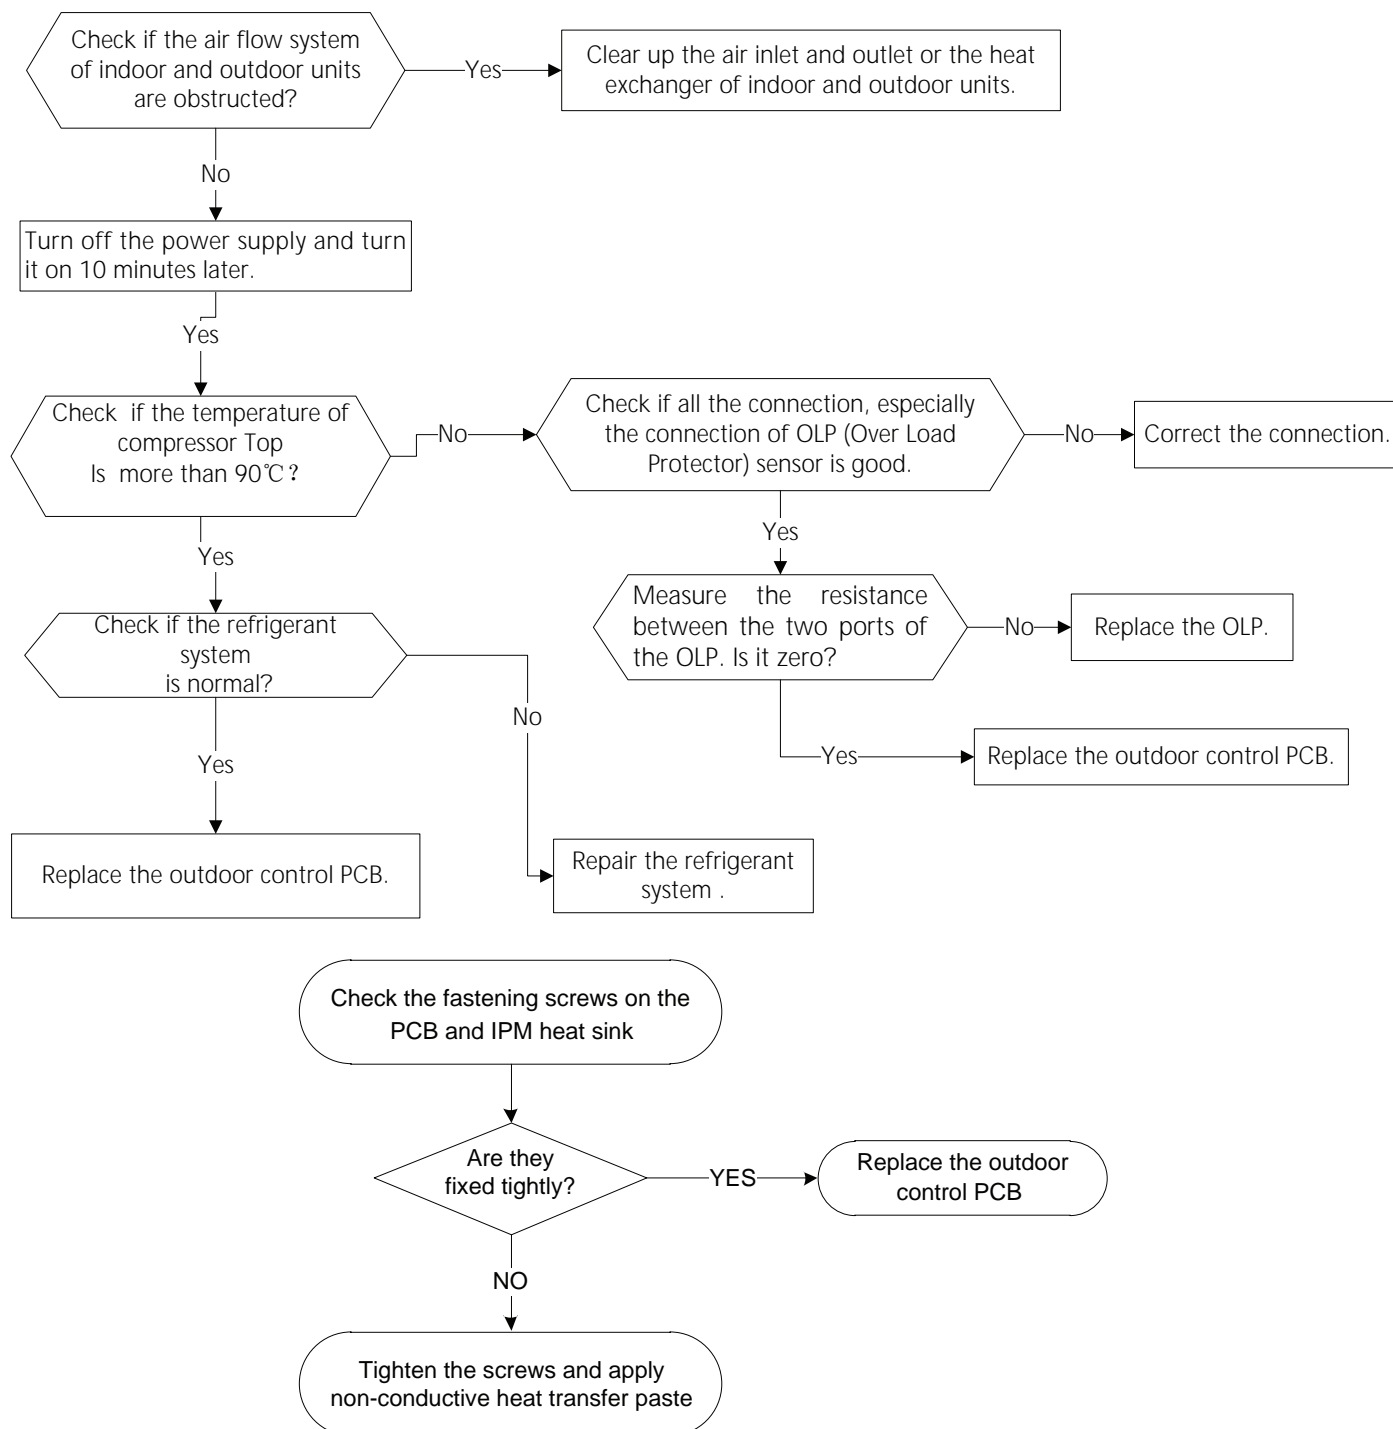 Check if the air flow system
of indoor and outdoor units
are obstructed?
Yes
Clear up the air inlet and outlet or the heat
exchanger of indoor and outdoor units.
No
Turn off the power supply and turn
it on 10 minutes later.
Yes
Check if the temperature of
compressor Top
Is more than 90℃?
No
Check if all the connection, especially
the connection of OLP (Over Load
Protector) sensor is good.
No
Correct the connection.
Yes
Yes
Measure the resistance
between the two ports of
the OLP. Is it zero?
No
Replace the OLP.
Check if the refrigerant
system
is normal?
No
Yes
Yes
Replace the outdoor control PCB.
Replace the outdoor control PCB.
Repair the refrigerant
system .
Check the fastening screws on the
PCB and IPM heat sink
Are they
fixed tightly?
YES
Replace the outdoor
control PCB
NO
Tighten the screws and apply
non-conductive heat transfer paste